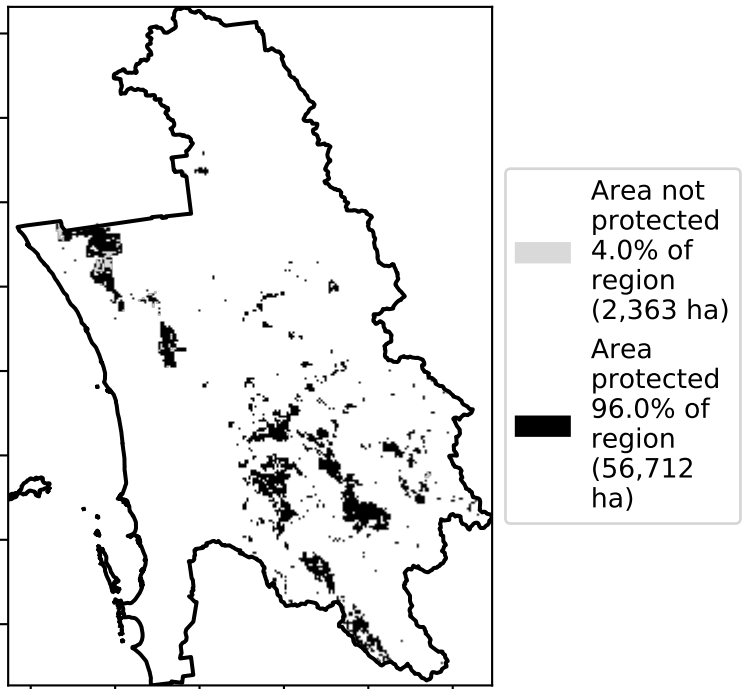 Area not
protected
4.0% of
region
(2,363 ha)
Area
protected
96.0% of
region
(56,712
ha)